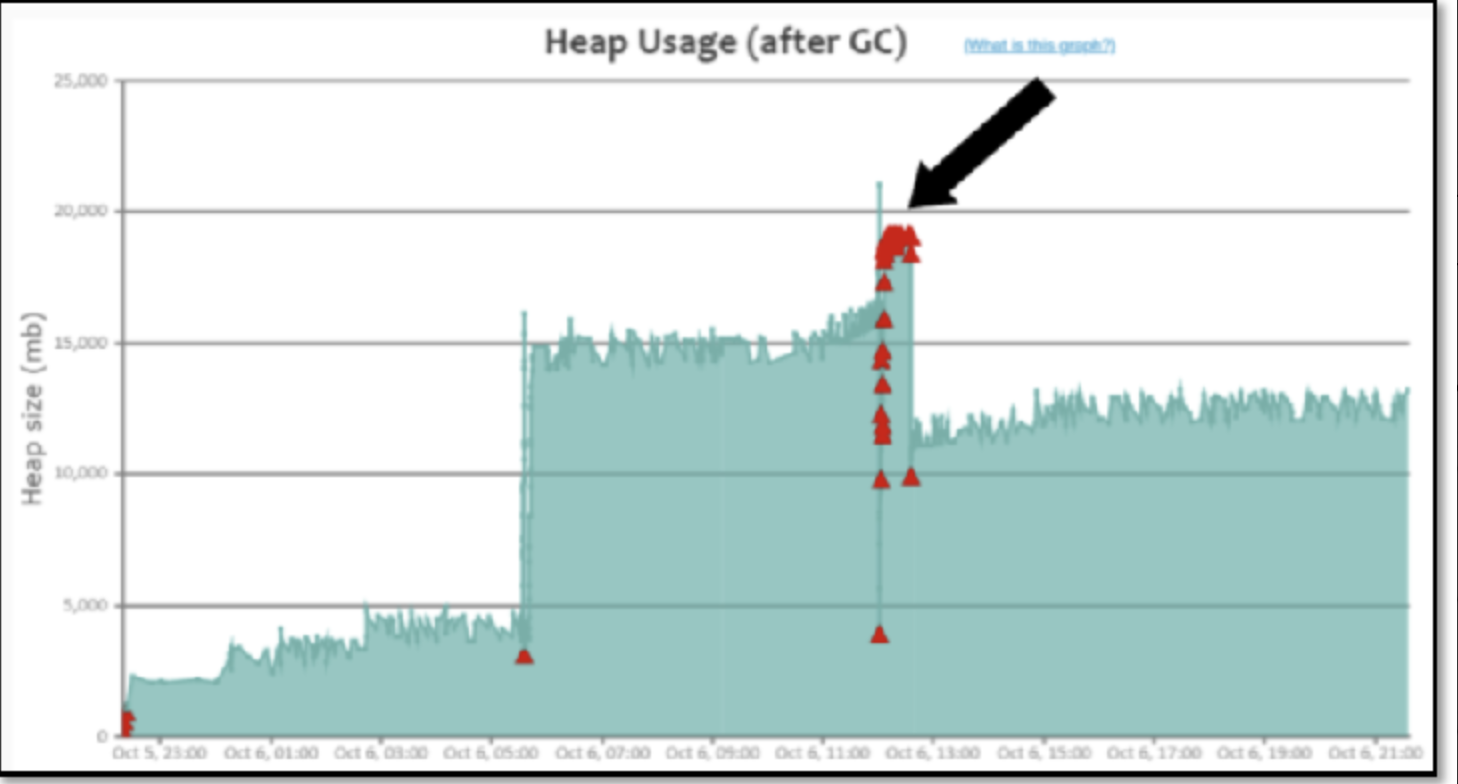 Heap Usage (after GC) (What is this graph?)
25,000
20,000
15,000
10,000
5,000
0
Heap size (mb)
Oct 5, 23:00 Oct 6, 01:00 Oct 6, 03:00 Oct 6, 05:00 Oct 6, 07:00 Oct 6, 09:00 Oct 6, 11:00 Oct 6, 13:00 Oct 6, 15:00 Oct 6, 17:00 Oct 6, 19:00 Oct 6, 21:00